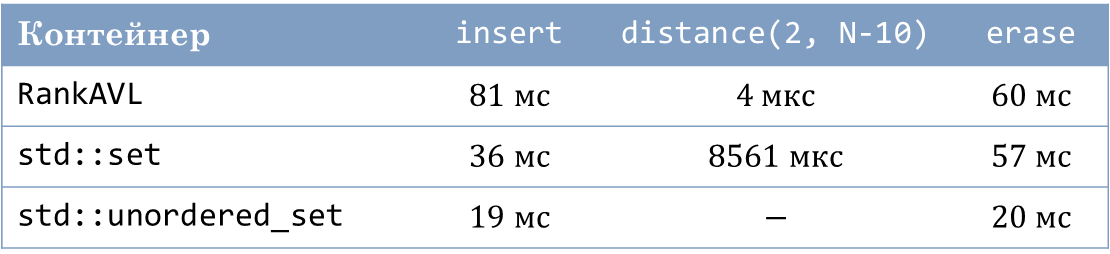 Контейнер insert distance(2, N-10) erase
RankAVL 81 мс 4 мкс 60 мс
std::set 36 мс 8561 мкс 57 мс
std::unordered_set 19 мс – 20 мс